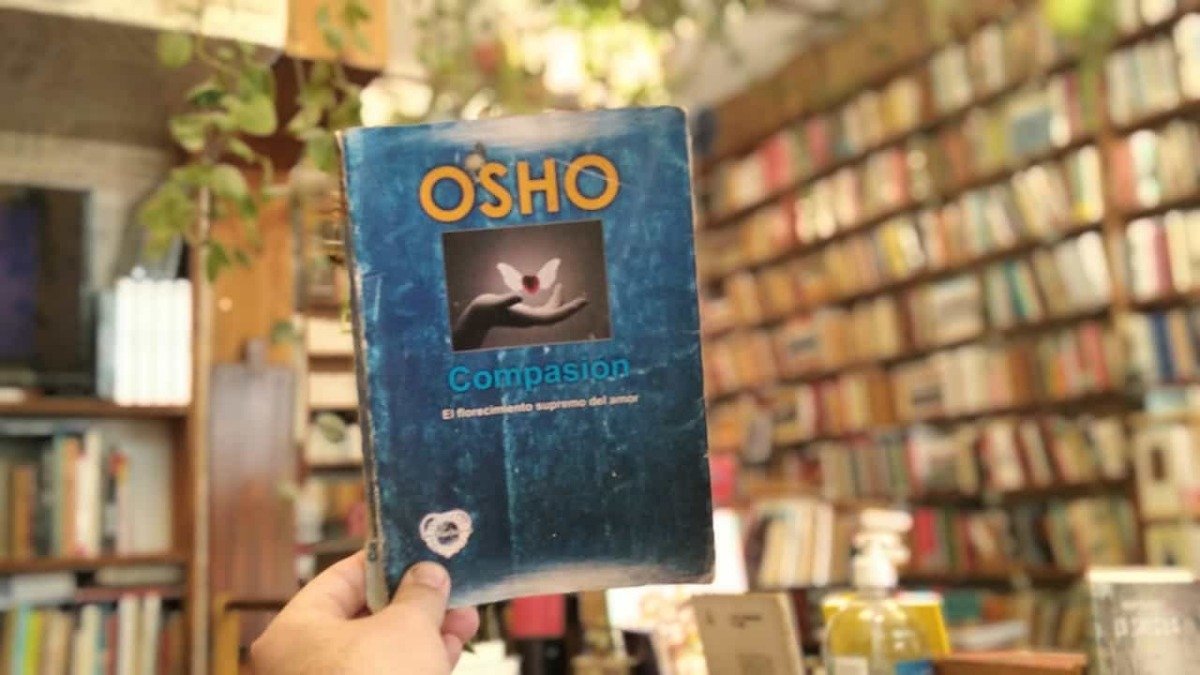 OSHO
Compasión
El florecimiento supremo del amor